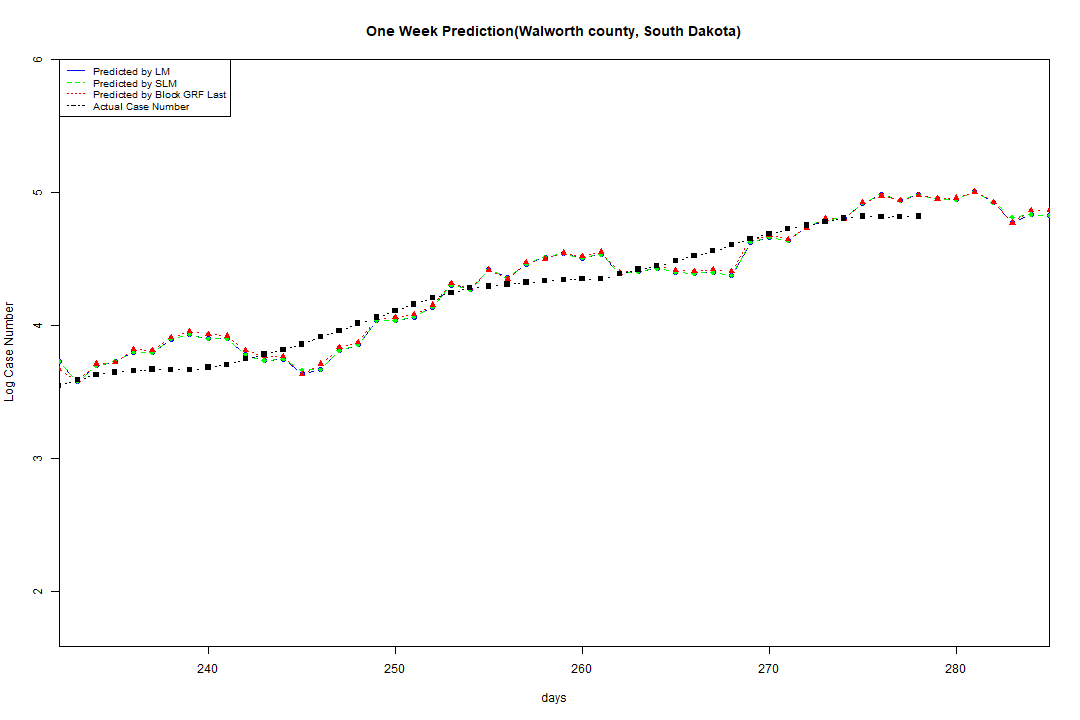 One Week Prediction(Walworth county, South Dakota)
Predicted by LM
Predicted by SLM
Predicted by Block GRF Last
Actual Case Number
6
5
4
3
2
Log Case Number
240 250 260 270 280
days